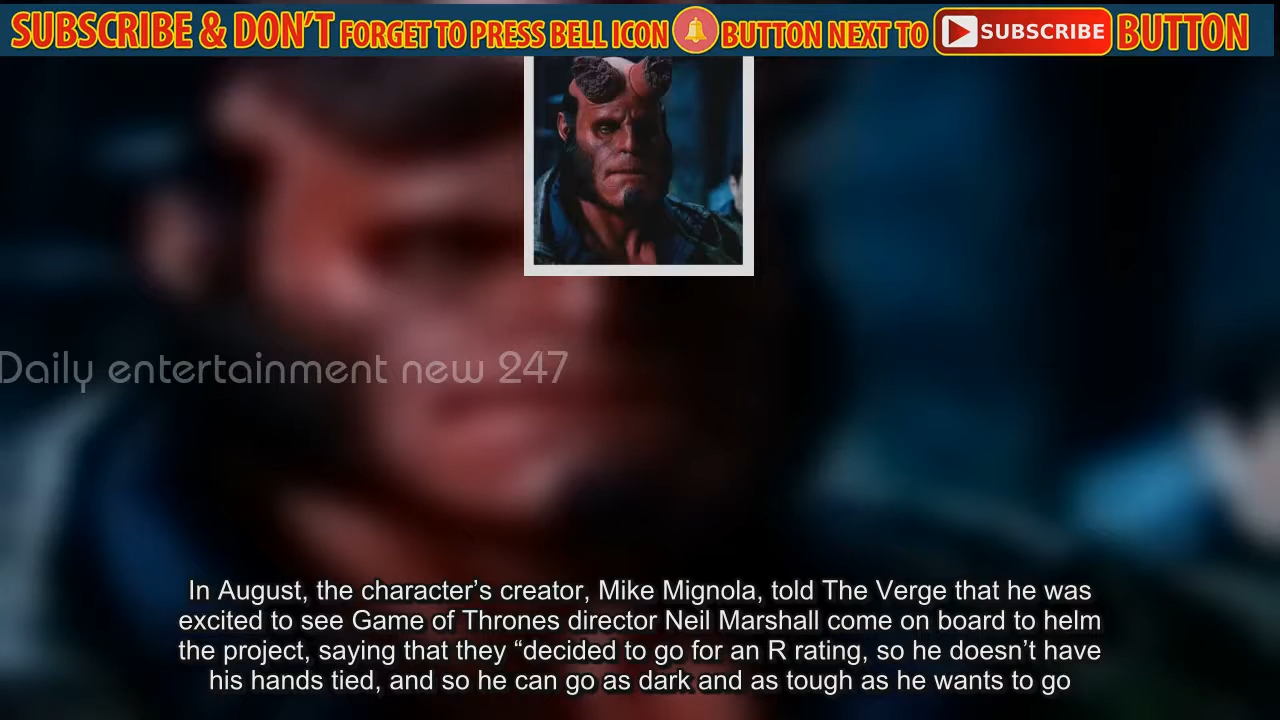 SUBSCRIBE & DON'T FORGET TO PRESS BELL ICON BUTTON NEXT TO SUBSCRIBE BUTTON
Daily entertainment new 247
In August, the character’s creator, Mike Mignola, told The Verge that he was
excited to see Game of Thrones director Neil Marshall come on board to helm
the project, saying that they “decided to go for an R rating, so he doesn’t have
his hands tied, and so he can go as dark and as tough as he wants to go